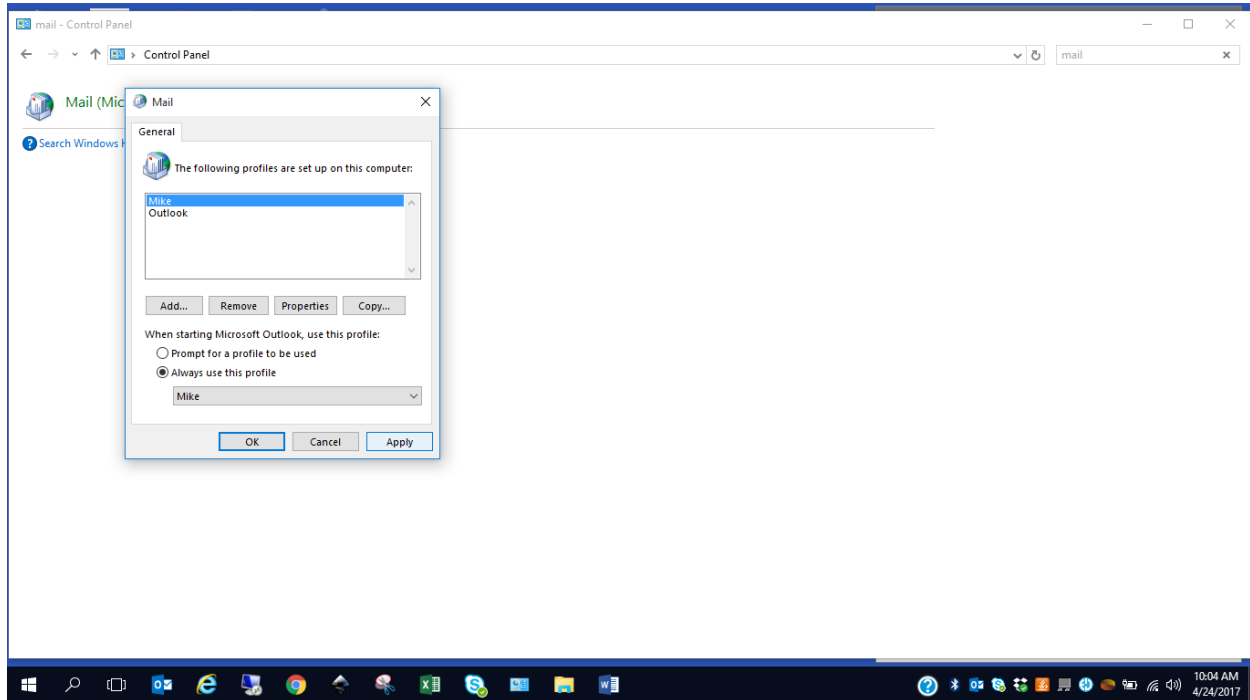 mail - Control Panel
Control Panel
mail
Mail (Mic
Mail
Search Windows H
General
The following profiles are set up on this computer:
Mike
Outlook
Add...
Remove
Properties
Copy...
When starting Microsoft Outlook, use this profile:
Prompt for a profile to be used
Always use this profile
Mike
OK
Cancel
Apply
10:04 AM
4/24/2017